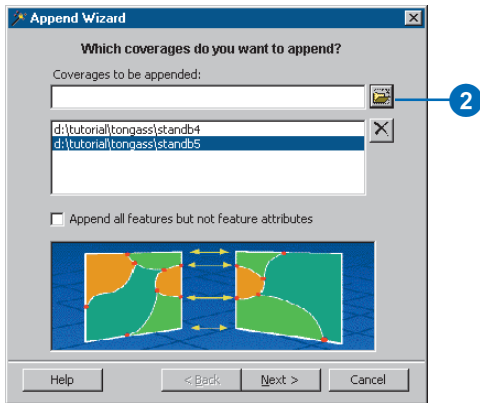 Append Wizard
Which coverages do you want to append?
Coverages to be appended:
2
d:\tutorial\tongass\standb4
d:\tutorial\tongass\standb5
Append all features but not feature attributes
Help
< Back
Next >
Cancel